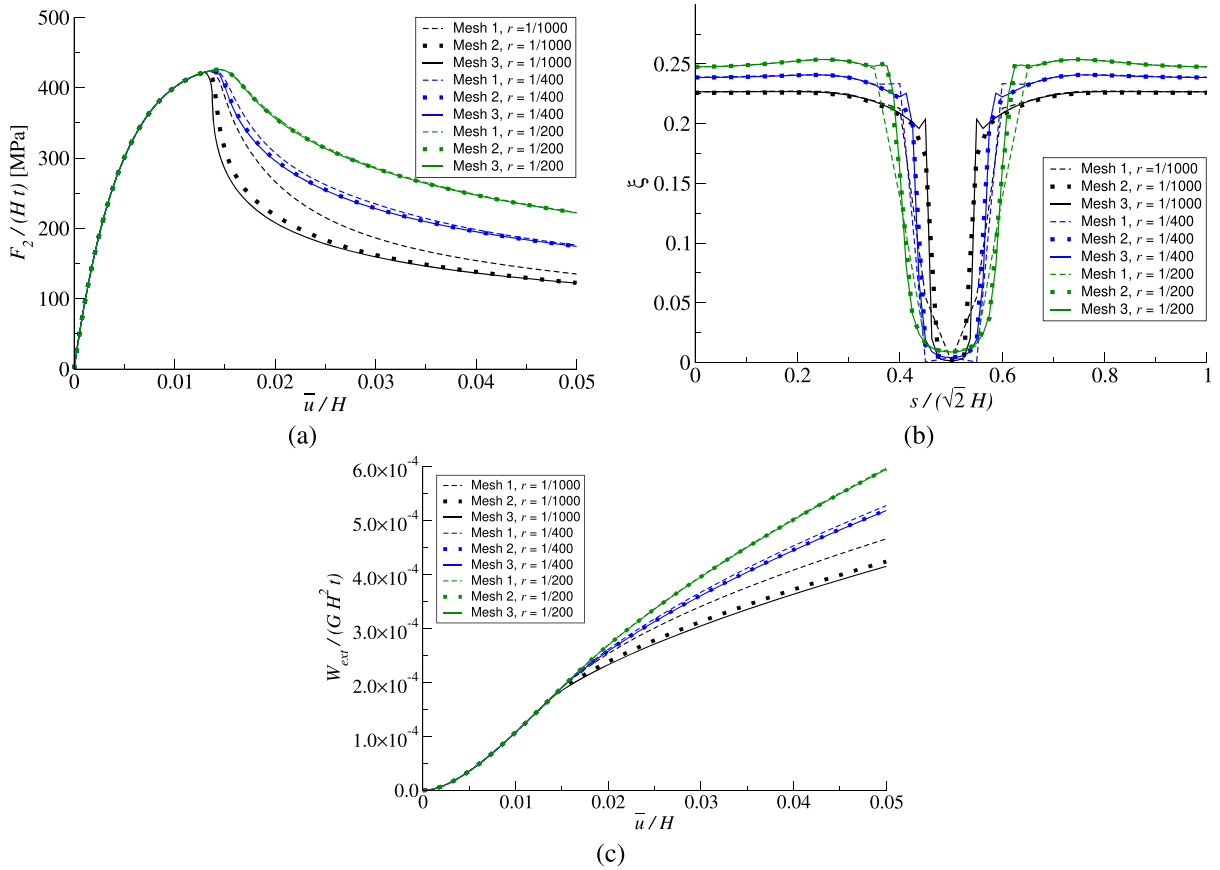 500
400
300
200
100
0
F2 / (H t) [MPa]
0
0.01
0.02
0.03
0.04
0.05
u̅ / H
Mesh 1, r =1/1000
Mesh 2, r = 1/1000
Mesh 3, r = 1/1000
Mesh 1, r = 1/400
Mesh 2, r = 1/400
Mesh 3, r = 1/400
Mesh 1, r = 1/200
Mesh 2, r = 1/200
Mesh 3, r = 1/200
(a)
0.25
0.2
0.15
0.1
0.05
0
ξ
0
0.2
0.4
0.6
0.8
1
s / (√2 H)
Mesh 1, r =1/1000
Mesh 2, r = 1/1000
Mesh 3, r = 1/1000
Mesh 1, r = 1/400
Mesh 2, r = 1/400
Mesh 3, r = 1/400
Mesh 1, r = 1/200
Mesh 2, r = 1/200
Mesh 3, r = 1/200
(b)
6.0×10⁻⁴
5.0×10⁻⁴
4.0×10⁻⁴
3.0×10⁻⁴
2.0×10⁻⁴
1.0×10⁻⁴
0.0
W_ext / (G H² t)
0
0.01
0.02
0.03
0.04
0.05
u̅ / H
Mesh 1, r = 1/1000
Mesh 2, r = 1/1000
Mesh 3, r = 1/1000
Mesh 1, r = 1/400
Mesh 2, r = 1/400
Mesh 3, r = 1/400
Mesh 1, r = 1/200
Mesh 2, r = 1/200
Mesh 3, r = 1/200
(c)